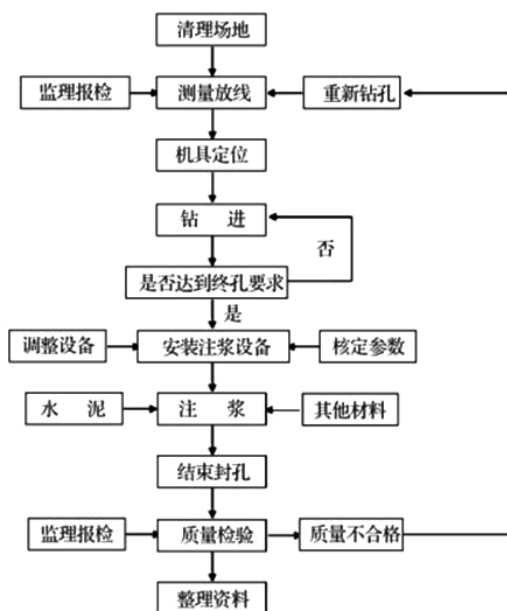 清理场地
监理报检
测量放线
重新钻孔
机具定位
钻 进
否
是否达到终孔要求
是
调整设备
安装注浆设备
核定参数
水 泥
注 浆
其他材料
结束封孔
监理报检
质量检验
质量不合格
整理资料